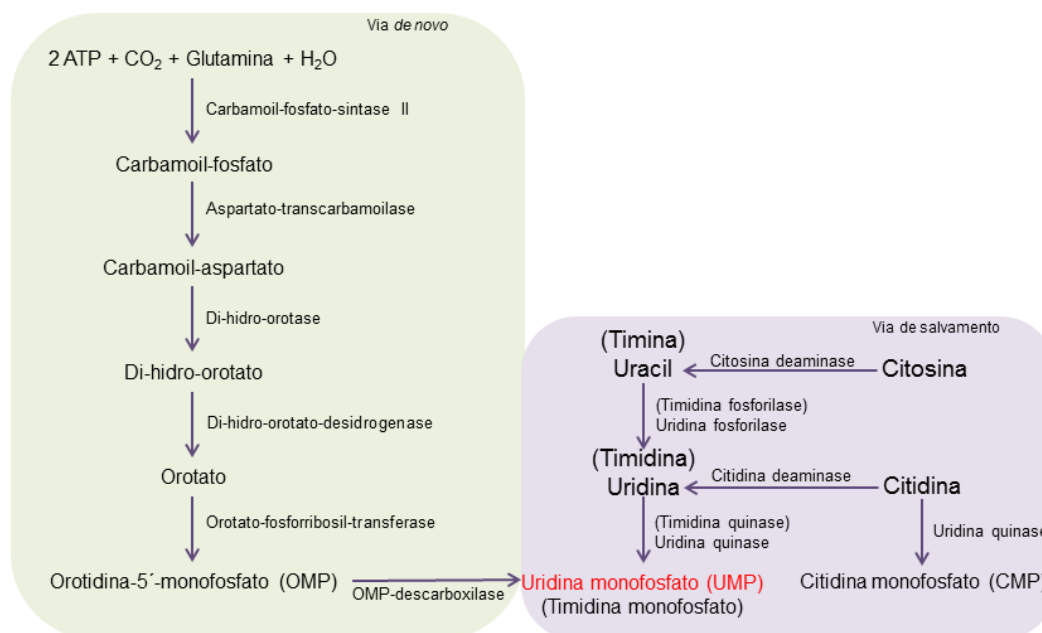 Via de novo
2 ATP + CO₂ + Glutamina + H₂O
Carbamoil-fosfato-sintase II
Carbamoil-fosfato
Aspartato-transcarbamoilase
Carbamoil-aspartato
Di-hidro-orotase
Di-hidro-orotato
Di-hidro-orotato-desidrogenase
Orotato
Orotato-fosforribosil-transferase
Orotidina-5´-monofosfato (OMP)
OMP-descarboxilase
Via de salvamento
(Timina)
Uracil
Citosina deaminase
Citosina
(Timidina fosforilase)
Uridina fosforilase
(Timidina)
Uridina
Citidina deaminase
Citidina
(Timidina quinase)
Uridina quinase
Uridina quinase
Uridina monofosfato (UMP)
(Timidina monofosfato)
Citidina monofosfato (CMP)